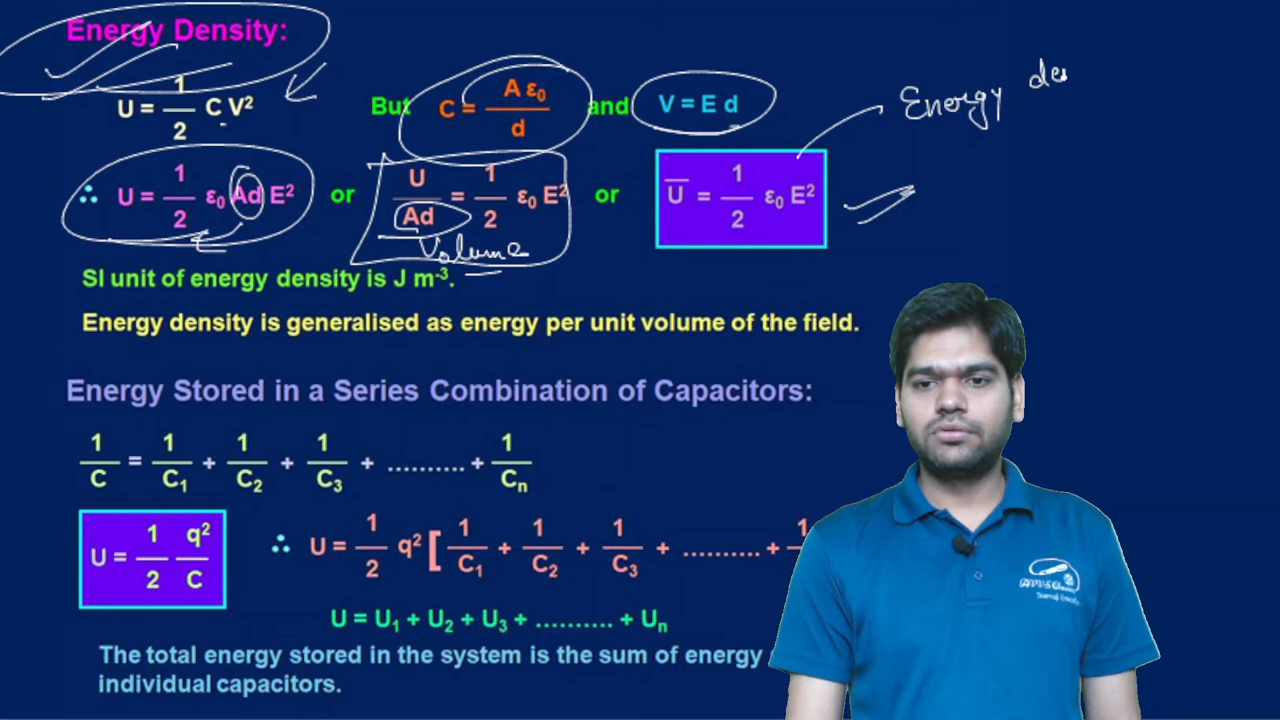 Energy Density:
U = 1/2 C V² But C = A ε₀/d and V = E d
Energy de
∴ U = 1/2 ε₀ Ad E² or U/Ad = 1/2 ε₀ E² or U̅ = 1/2 ε₀ E²
Volume
SI unit of energy density is J m⁻³.
Energy density is generalised as energy per unit volume of the field.
Energy Stored in a Series Combination of Capacitors:
1/C = 1/C₁ + 1/C₂ + 1/C₃ + .......... + 1/Cₙ
U = 1/2 q²/C ∴ U = 1/2 q² [ 1/C₁ + 1/C₂ + 1/C₃ + .......... + 1
U = U₁ + U₂ + U₃ + .......... + Uₙ
The total energy stored in the system is the sum of energy
individual capacitors.